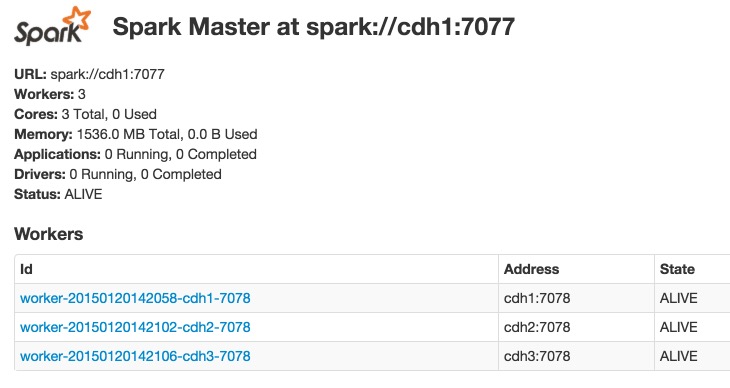 Spark Spark Master at spark://cdh1:7077
URL: spark://cdh1:7077
Workers: 3
Cores: 3 Total, 0 Used
Memory: 1536.0 MB Total, 0.0 B Used
Applications: 0 Running, 0 Completed
Drivers: 0 Running, 0 Completed
Status: ALIVE
Workers
Id Address State
worker-20150120142058-cdh1-7078 cdh1:7078 ALIVE
worker-20150120142102-cdh2-7078 cdh2:7078 ALIVE
worker-20150120142106-cdh3-7078 cdh3:7078 ALIVE